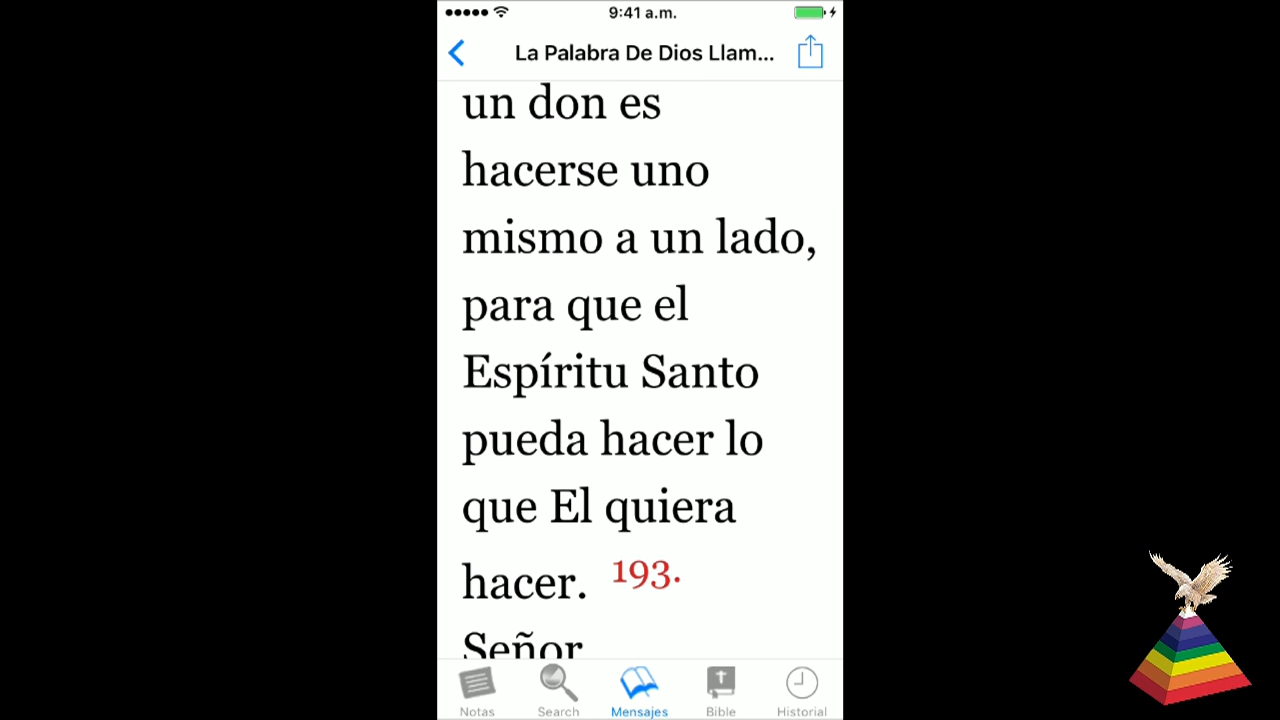 9:41 a.m.
La Palabra De Dios Llam...
un don es
hacerse uno
mismo a un lado,
para que el
Espíritu Santo
pueda hacer lo
que El quiera
hacer. 193.
Señor
Notas Search Mensajes Bible Historial